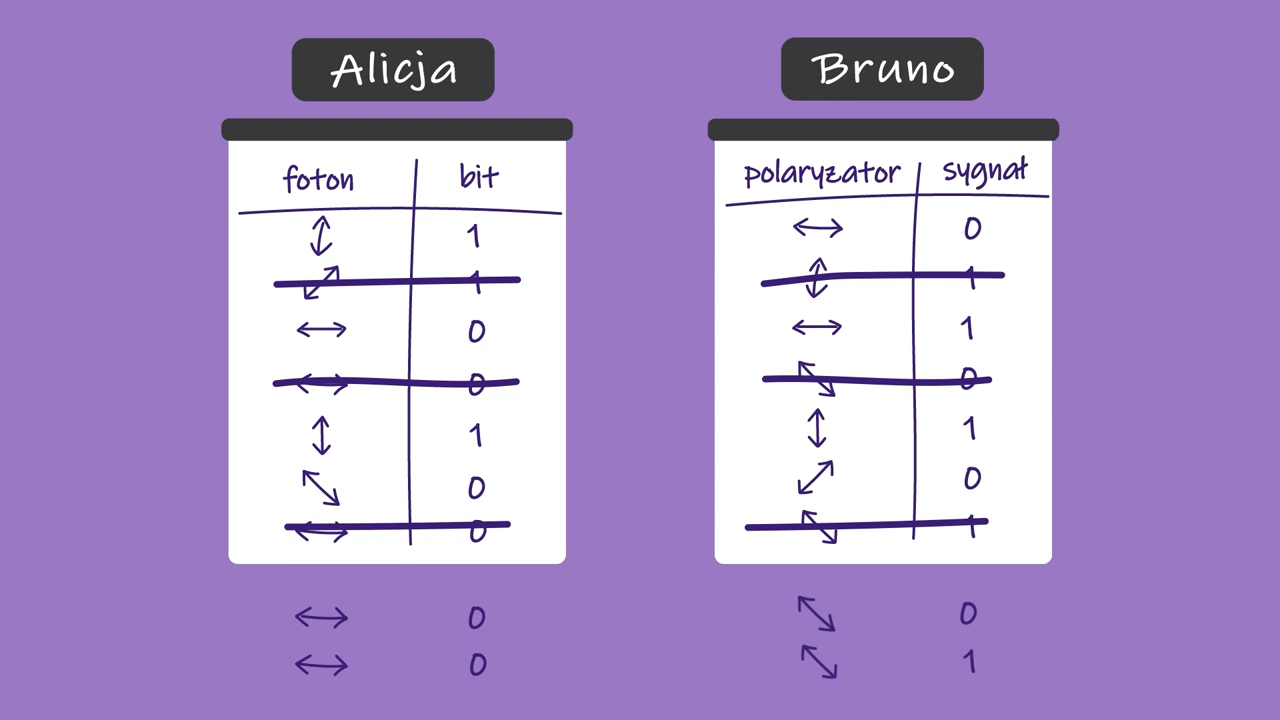 Alicja Bruno
foton bit polaryzator sygnał
↕ 1 ↔ 0
⤢ 1 ↕ 1
↔ 0 ↔ 1
↔ 0 ⤡ 0
↕ 1 ↕ 1
⤡ 0 ⤢ 0
↔ 0 ⤡ 1
↔ 0 ⤡ 0
↔ 0 ⤡ 1